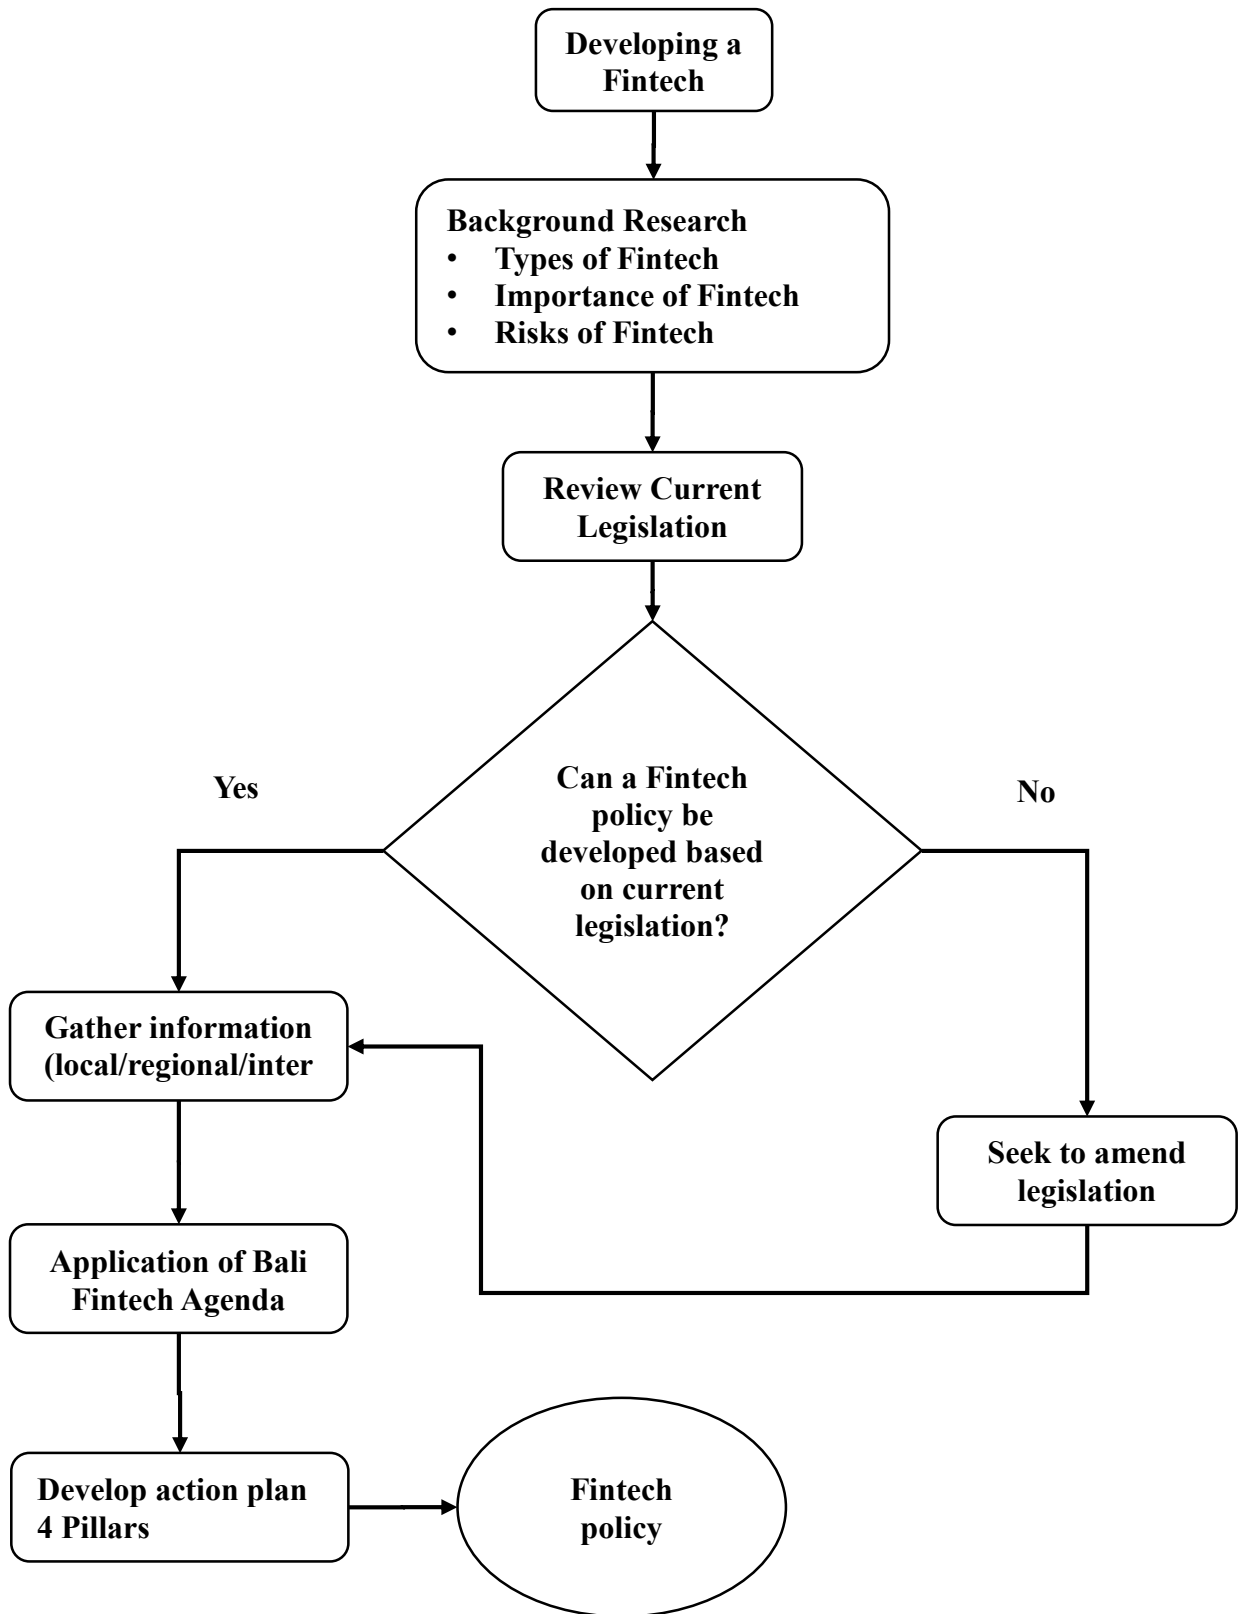 Developing a
Fintech
Background Research
• Types of Fintech
• Importance of Fintech
• Risks of Fintech
Review Current
Legislation
Can a Fintech
policy be
developed based
on current
legislation?
Yes
No
Gather information
(local/regional/inter
Seek to amend
legislation
Application of Bali
Fintech Agenda
Develop action plan
4 Pillars
Fintech
policy